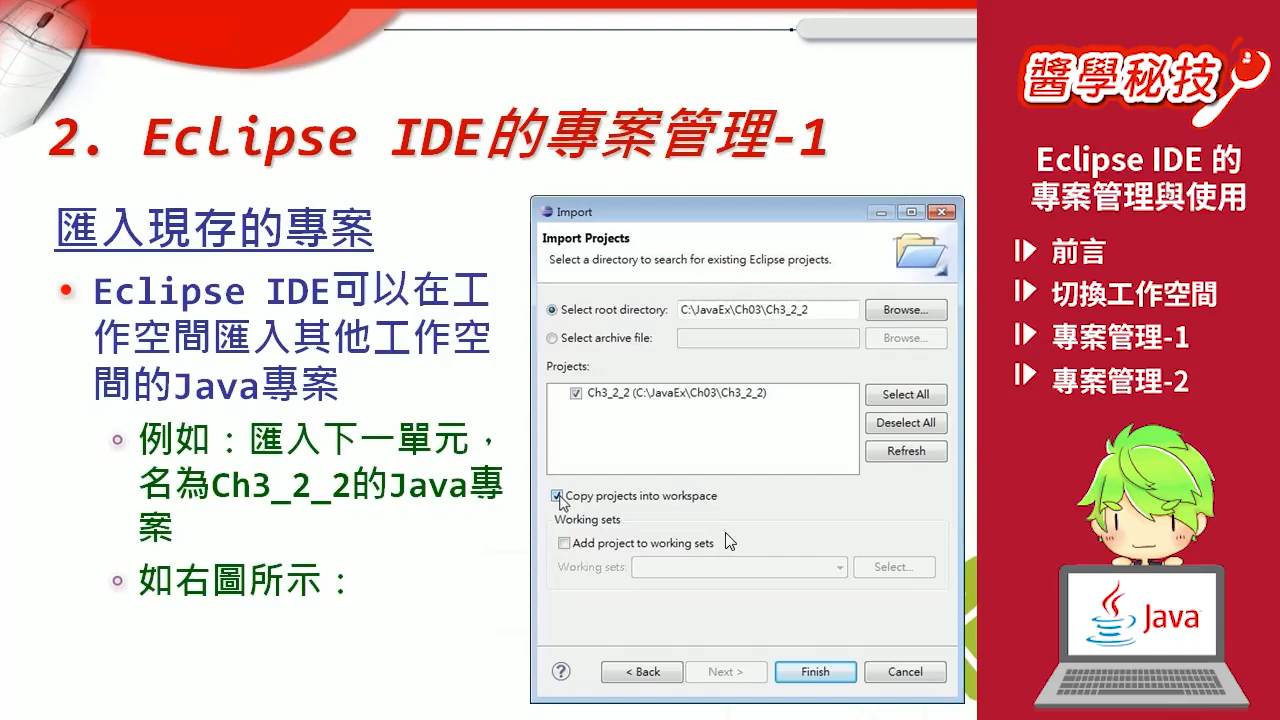 2. Eclipse IDE的專案管理-1
匯入現存的專案
• Eclipse IDE可以在工
作空間匯入其他工作空
間的Java專案
例如：匯入下一單元，
名為Ch3_2_2的Java專
案
如右圖所示：
Import
Import Projects
Select a directory to search for existing Eclipse projects.
Select root directory: C:\JavaEx\Ch03\Ch3_2_2 Browse...
Select archive file: Browse...
Projects:
Ch3_2_2 (C:\JavaEx\Ch03\Ch3_2_2)
Select All
Deselect All
Refresh
Copy projects into workspace
Working sets
Add project to working sets
Working sets: Select...
? < Back Next > Finish Cancel
醬學秘技
Eclipse IDE 的
專案管理與使用
前言
切換工作空間
專案管理-1
專案管理-2
Java